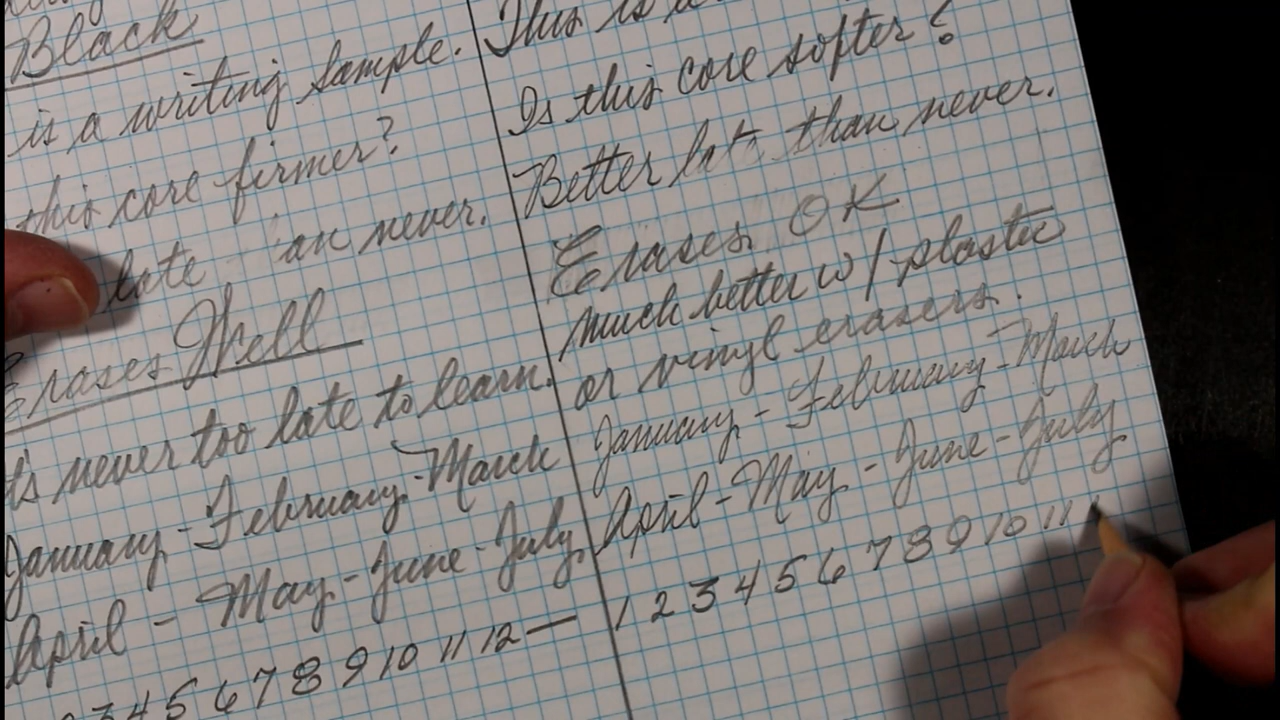 Black
is a writing sample.
this core firmer?
late an never.
Erases Well
t's never too late to learn.
January - February - March
April - May - June - July
3 4 5 6 7 8 9 10 11 12 —
This is a
Is this core softer?
Better late than never.
Erases OK
much better w/ plastic
or vinyl erasers.
January - February - March
April - May - June - July
1 2 3 4 5 6 7 8 9 10 11